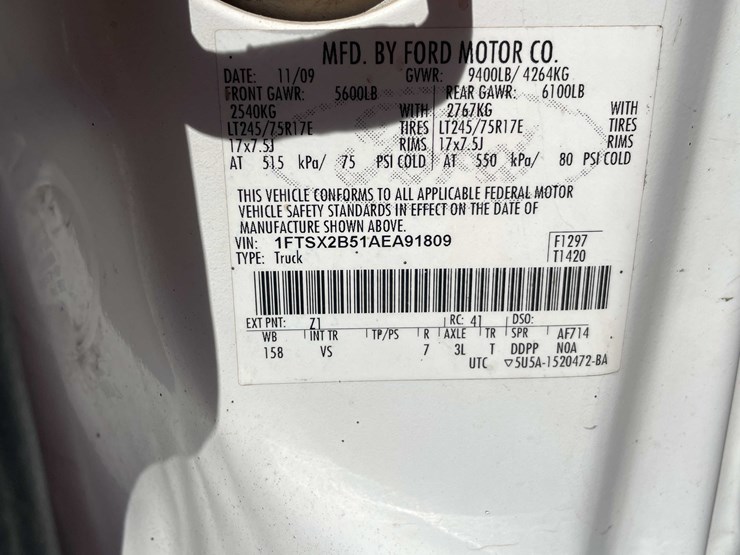 MFD. BY FORD MOTOR CO.
DATE: 11/09 GVWR: 9400LB/ 4264KG
FRONT GAWR: 5600LB REAR GAWR: 6100LB
2540KG WITH 2767KG WITH
LT245/75R17E TIRES LT245/75R17E TIRES
17x7.5J RIMS 17x7.5J RIMS
AT 515 kPa/ 75 PSI COLD AT 550 kPa/ 80 PSI COLD
THIS VEHICLE CONFORMS TO ALL APPLICABLE FEDERAL MOTOR
VEHICLE SAFETY STANDARDS IN EFFECT ON THE DATE OF
MANUFACTURE SHOWN ABOVE.
VIN: 1FTSX2B51AEA91809 F1297
TYPE: Truck T1420
EXT PNT: Z1 RC: 41 DSO:
WB INT TR TP/PS R AXLE TR SPR AF714
158 VS 7 3L T DDPP NOA
UTC ▽5U5A-1520472-BA